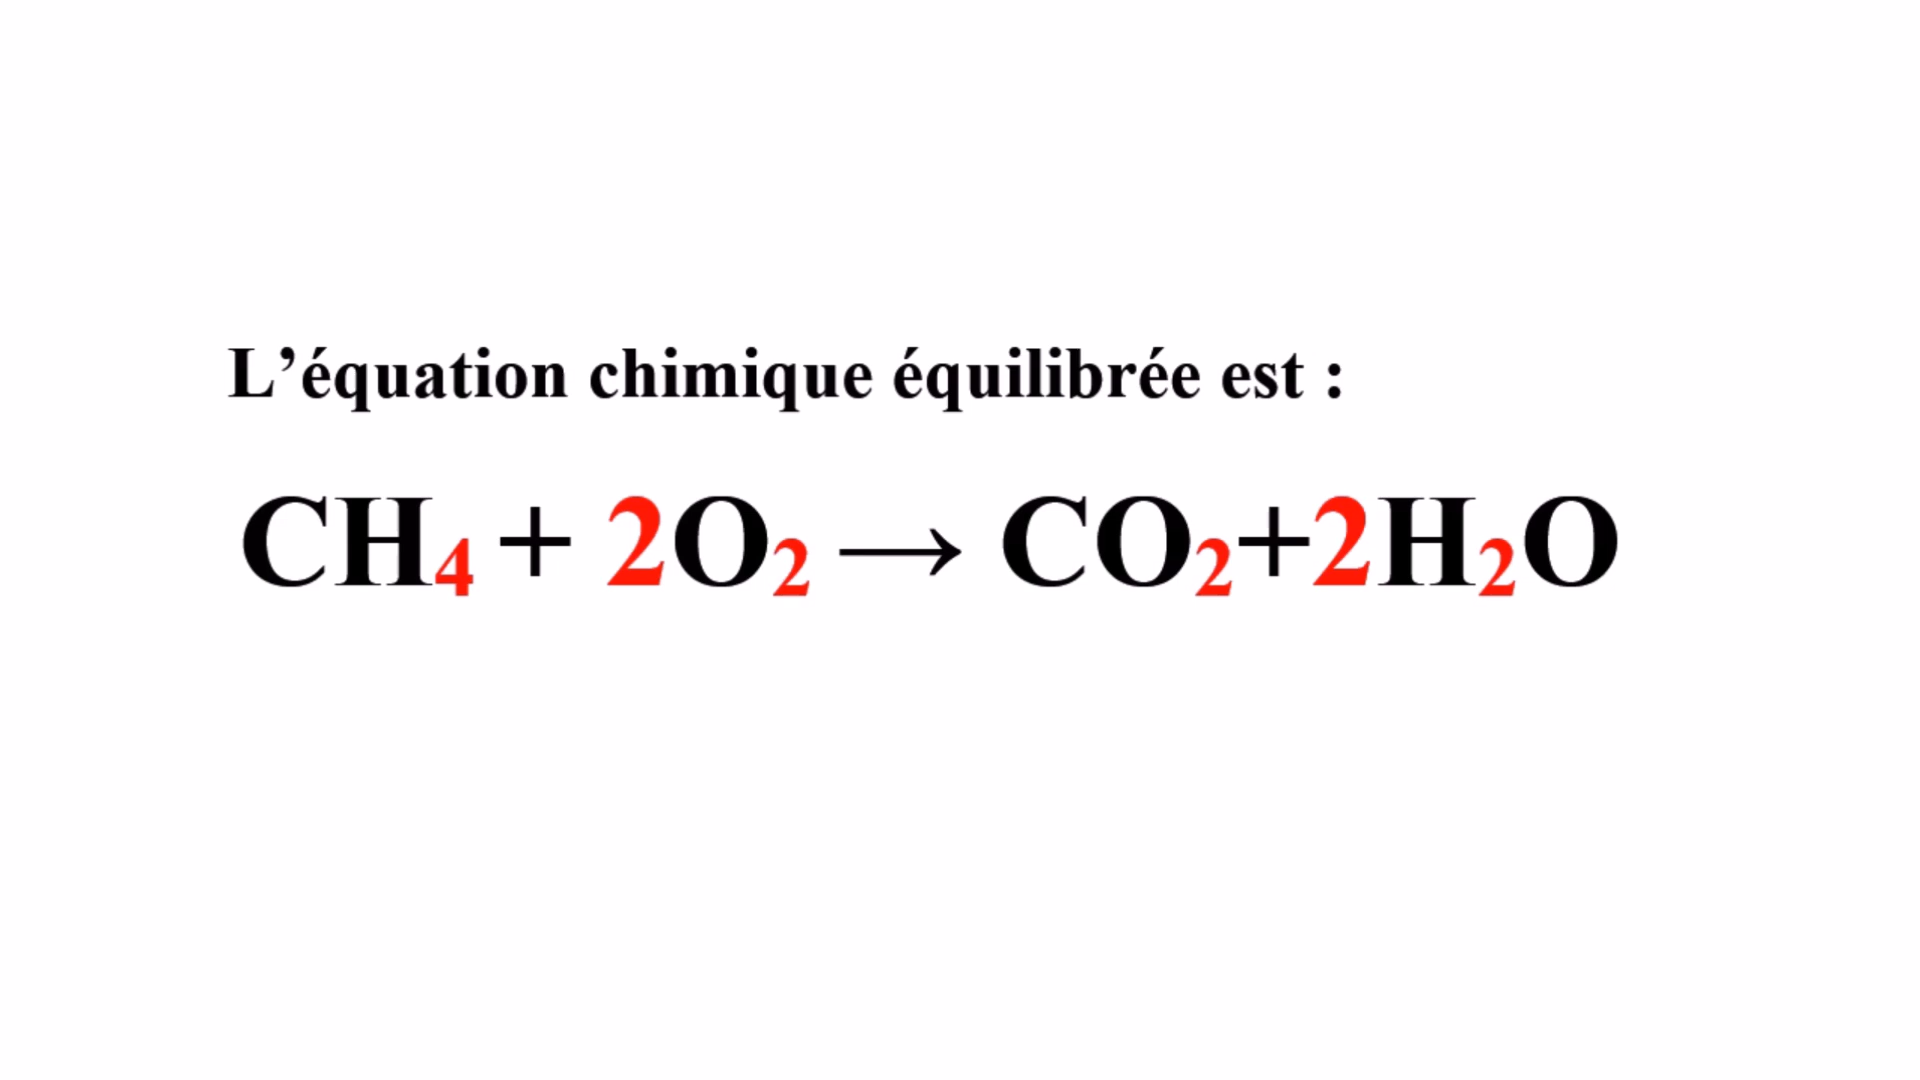 L’équation chimique équilibrée est :
CH₄ + 2O₂ → CO₂+2H₂O